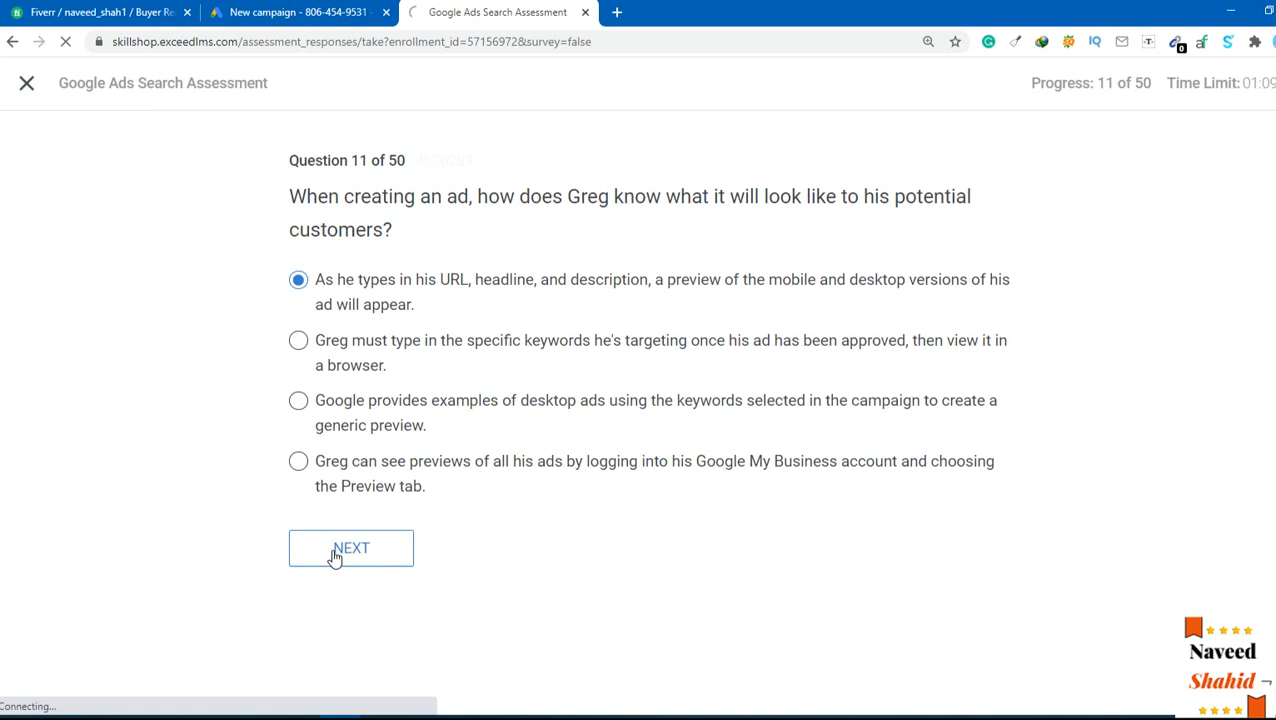 Fiverr / naveed_shah1 / Buyer Re
New campaign - 806-454-9531 -
Google Ads Search Assessment
skillshop.exceedlms.com/assessment_responses/take?enrollment_id=57156972&survey=false
Google Ads Search Assessment
Progress: 11 of 50
Time Limit: 01:09
Question 11 of 50
When creating an ad, how does Greg know what it will look like to his potential
customers?
As he types in his URL, headline, and description, a preview of the mobile and desktop versions of his
ad will appear.
Greg must type in the specific keywords he's targeting once his ad has been approved, then view it in
a browser.
Google provides examples of desktop ads using the keywords selected in the campaign to create a
generic preview.
Greg can see previews of all his ads by logging into his Google My Business account and choosing
the Preview tab.
NEXT
Naveed
Shahid
Connecting...